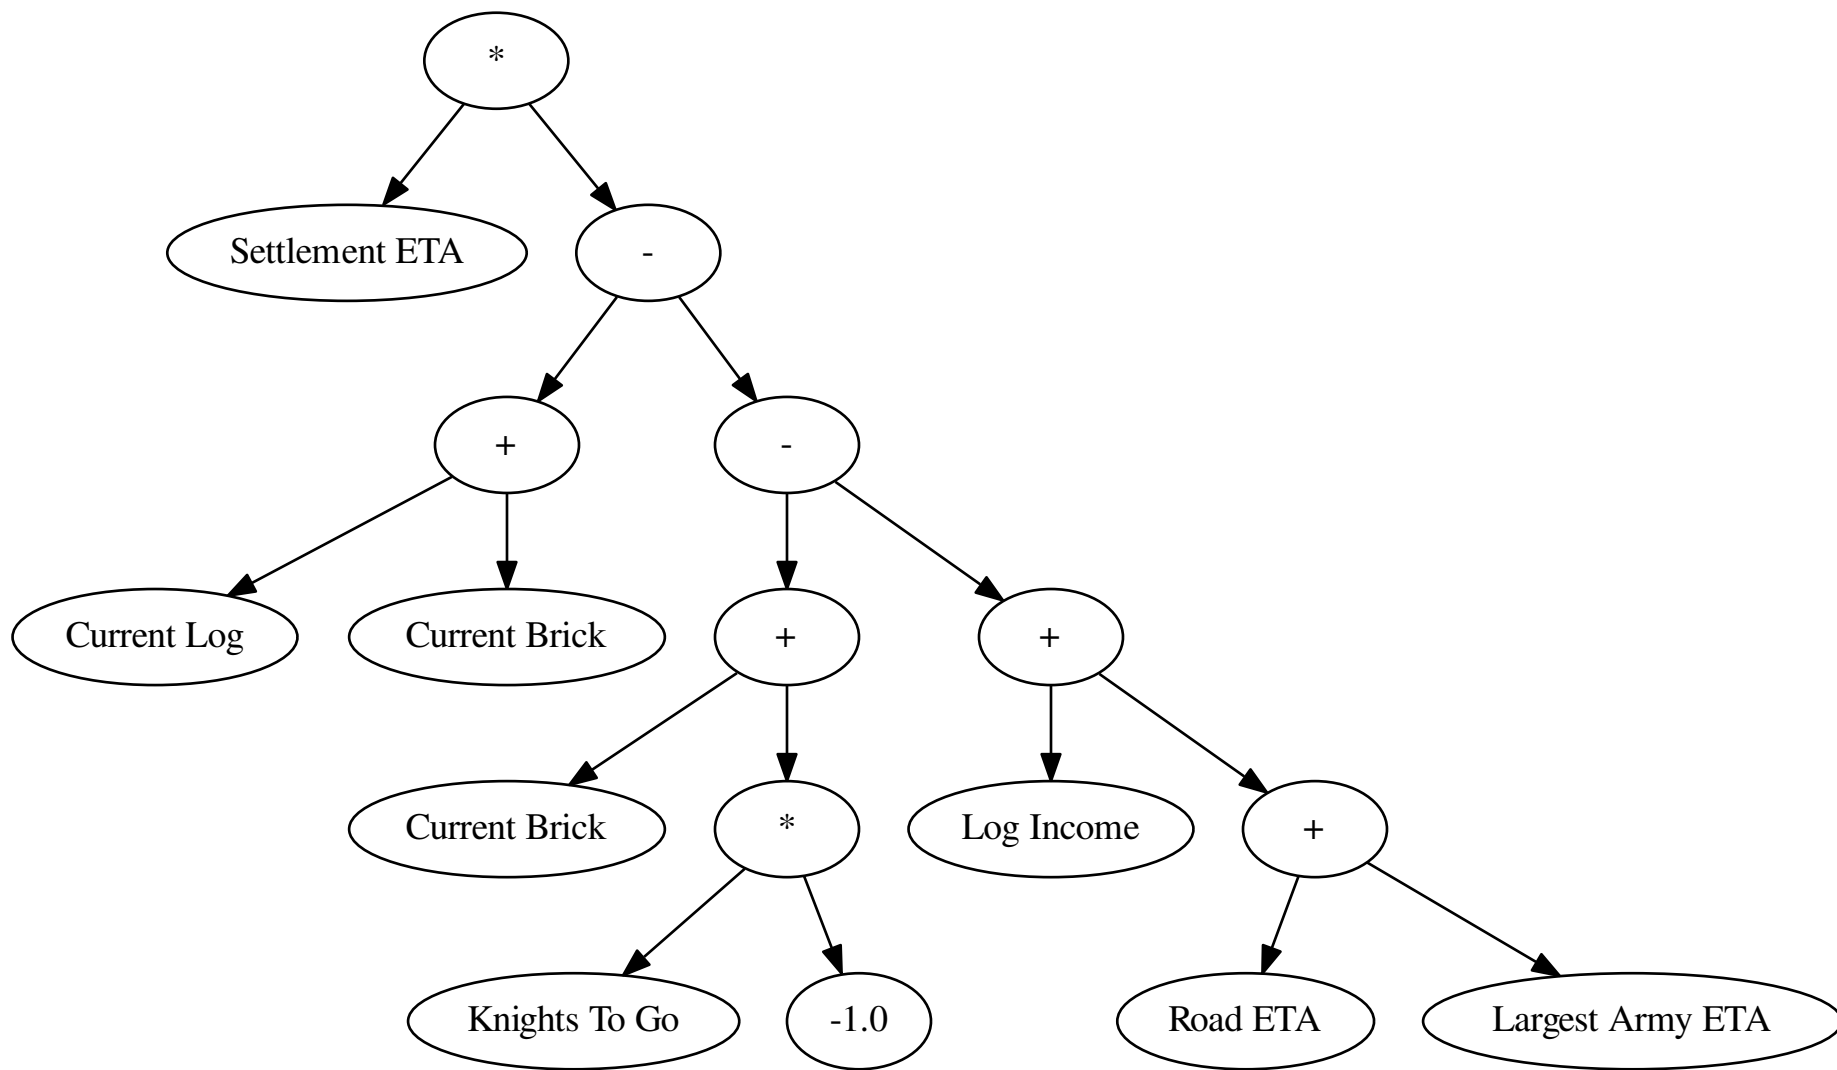 *
Settlement ETA
-
+
-
Current Log
Current Brick
+
+
Current Brick
*
Log Income
+
Knights To Go
-1.0
Road ETA
Largest Army ETA